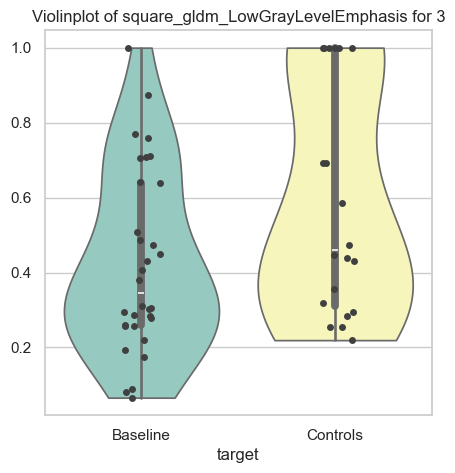 Violinplot of square_gldm_LowGrayLevelEmphasis for 3
1.0
0.8
0.6
0.4
0.2
Baseline
Controls
target